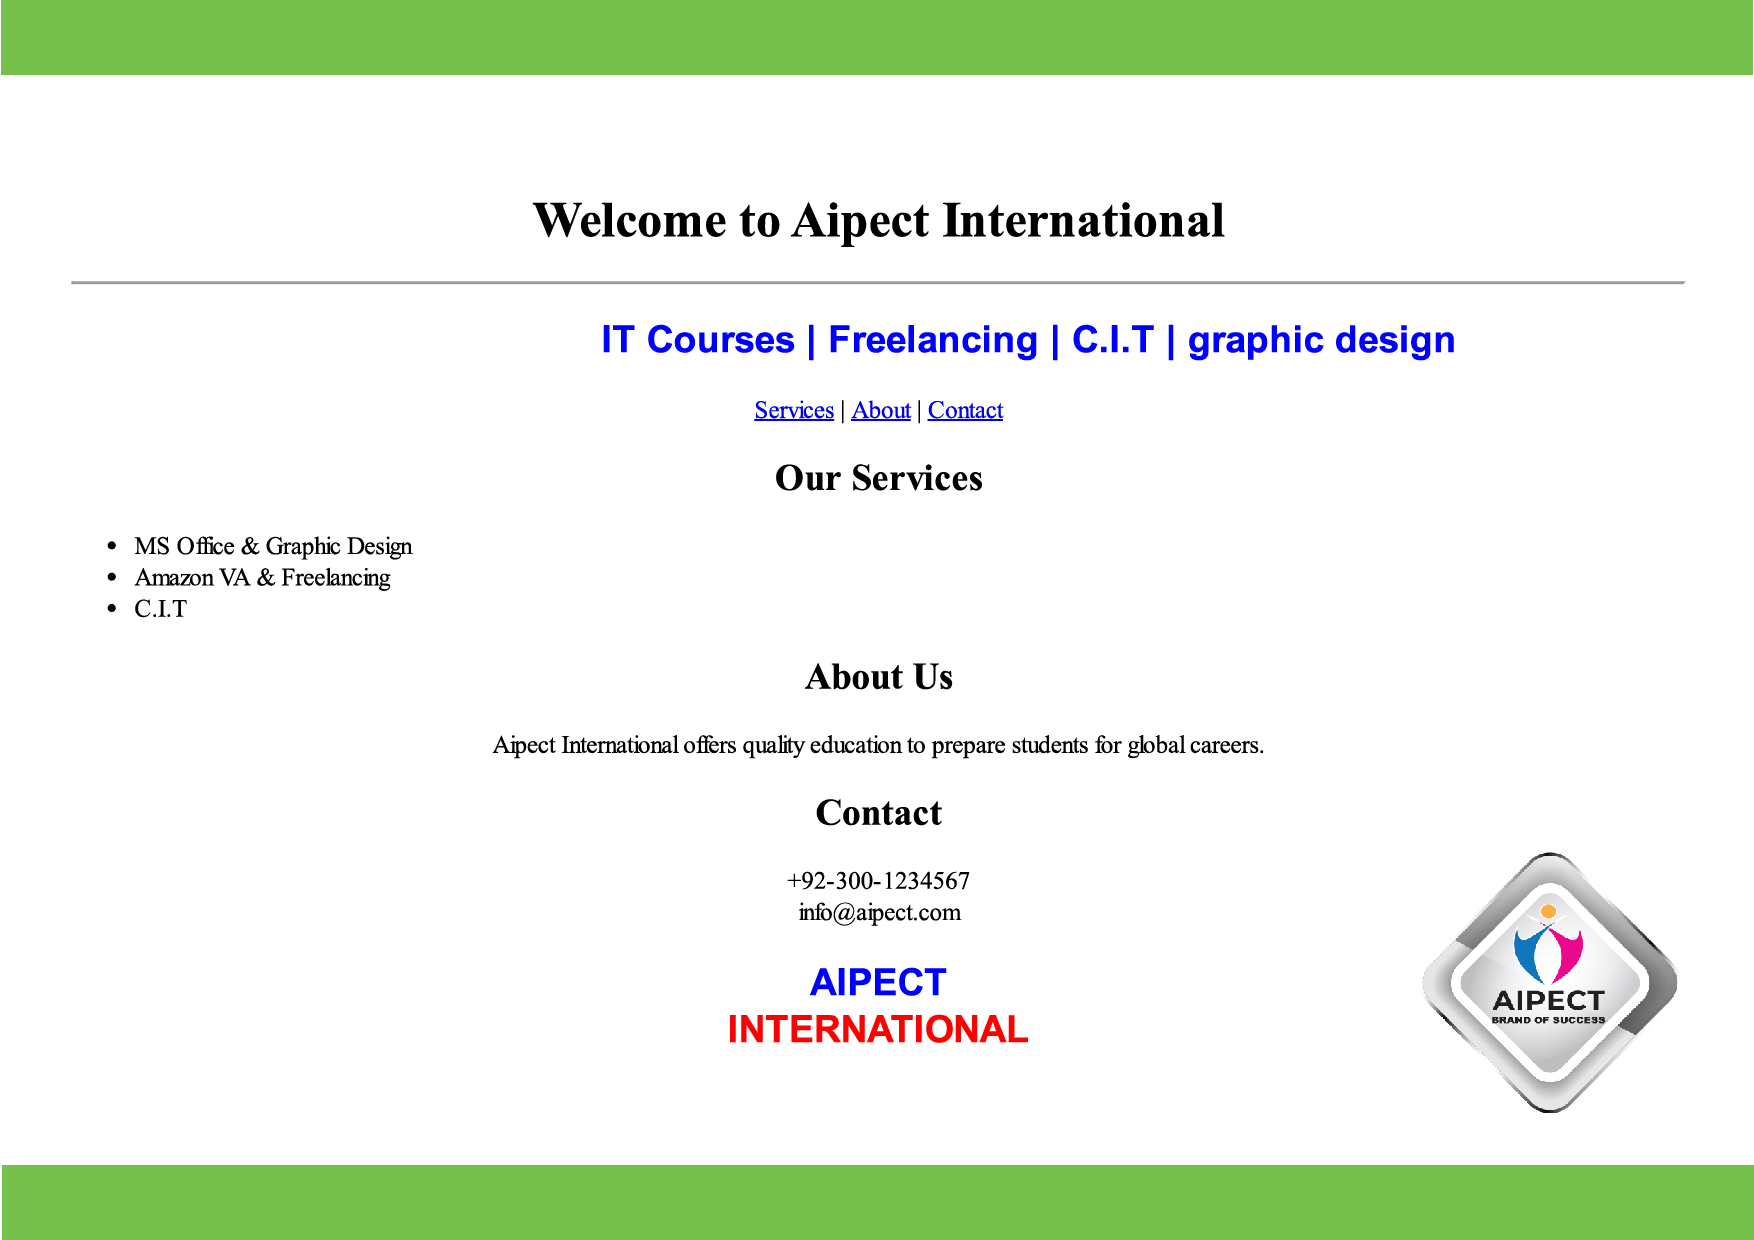 Welcome to Aipect International
IT Courses | Freelancing | C.I.T | graphic design
Services | About | Contact
Our Services
• MS Office & Graphic Design
• Amazon VA & Freelancing
• C.I.T
About Us
Aipect International offers quality education to prepare students for global careers.
Contact
+92-300-1234567
info@aipect.com
AIPECT
INTERNATIONAL
AIPECT
BRAND OF SUCCESS